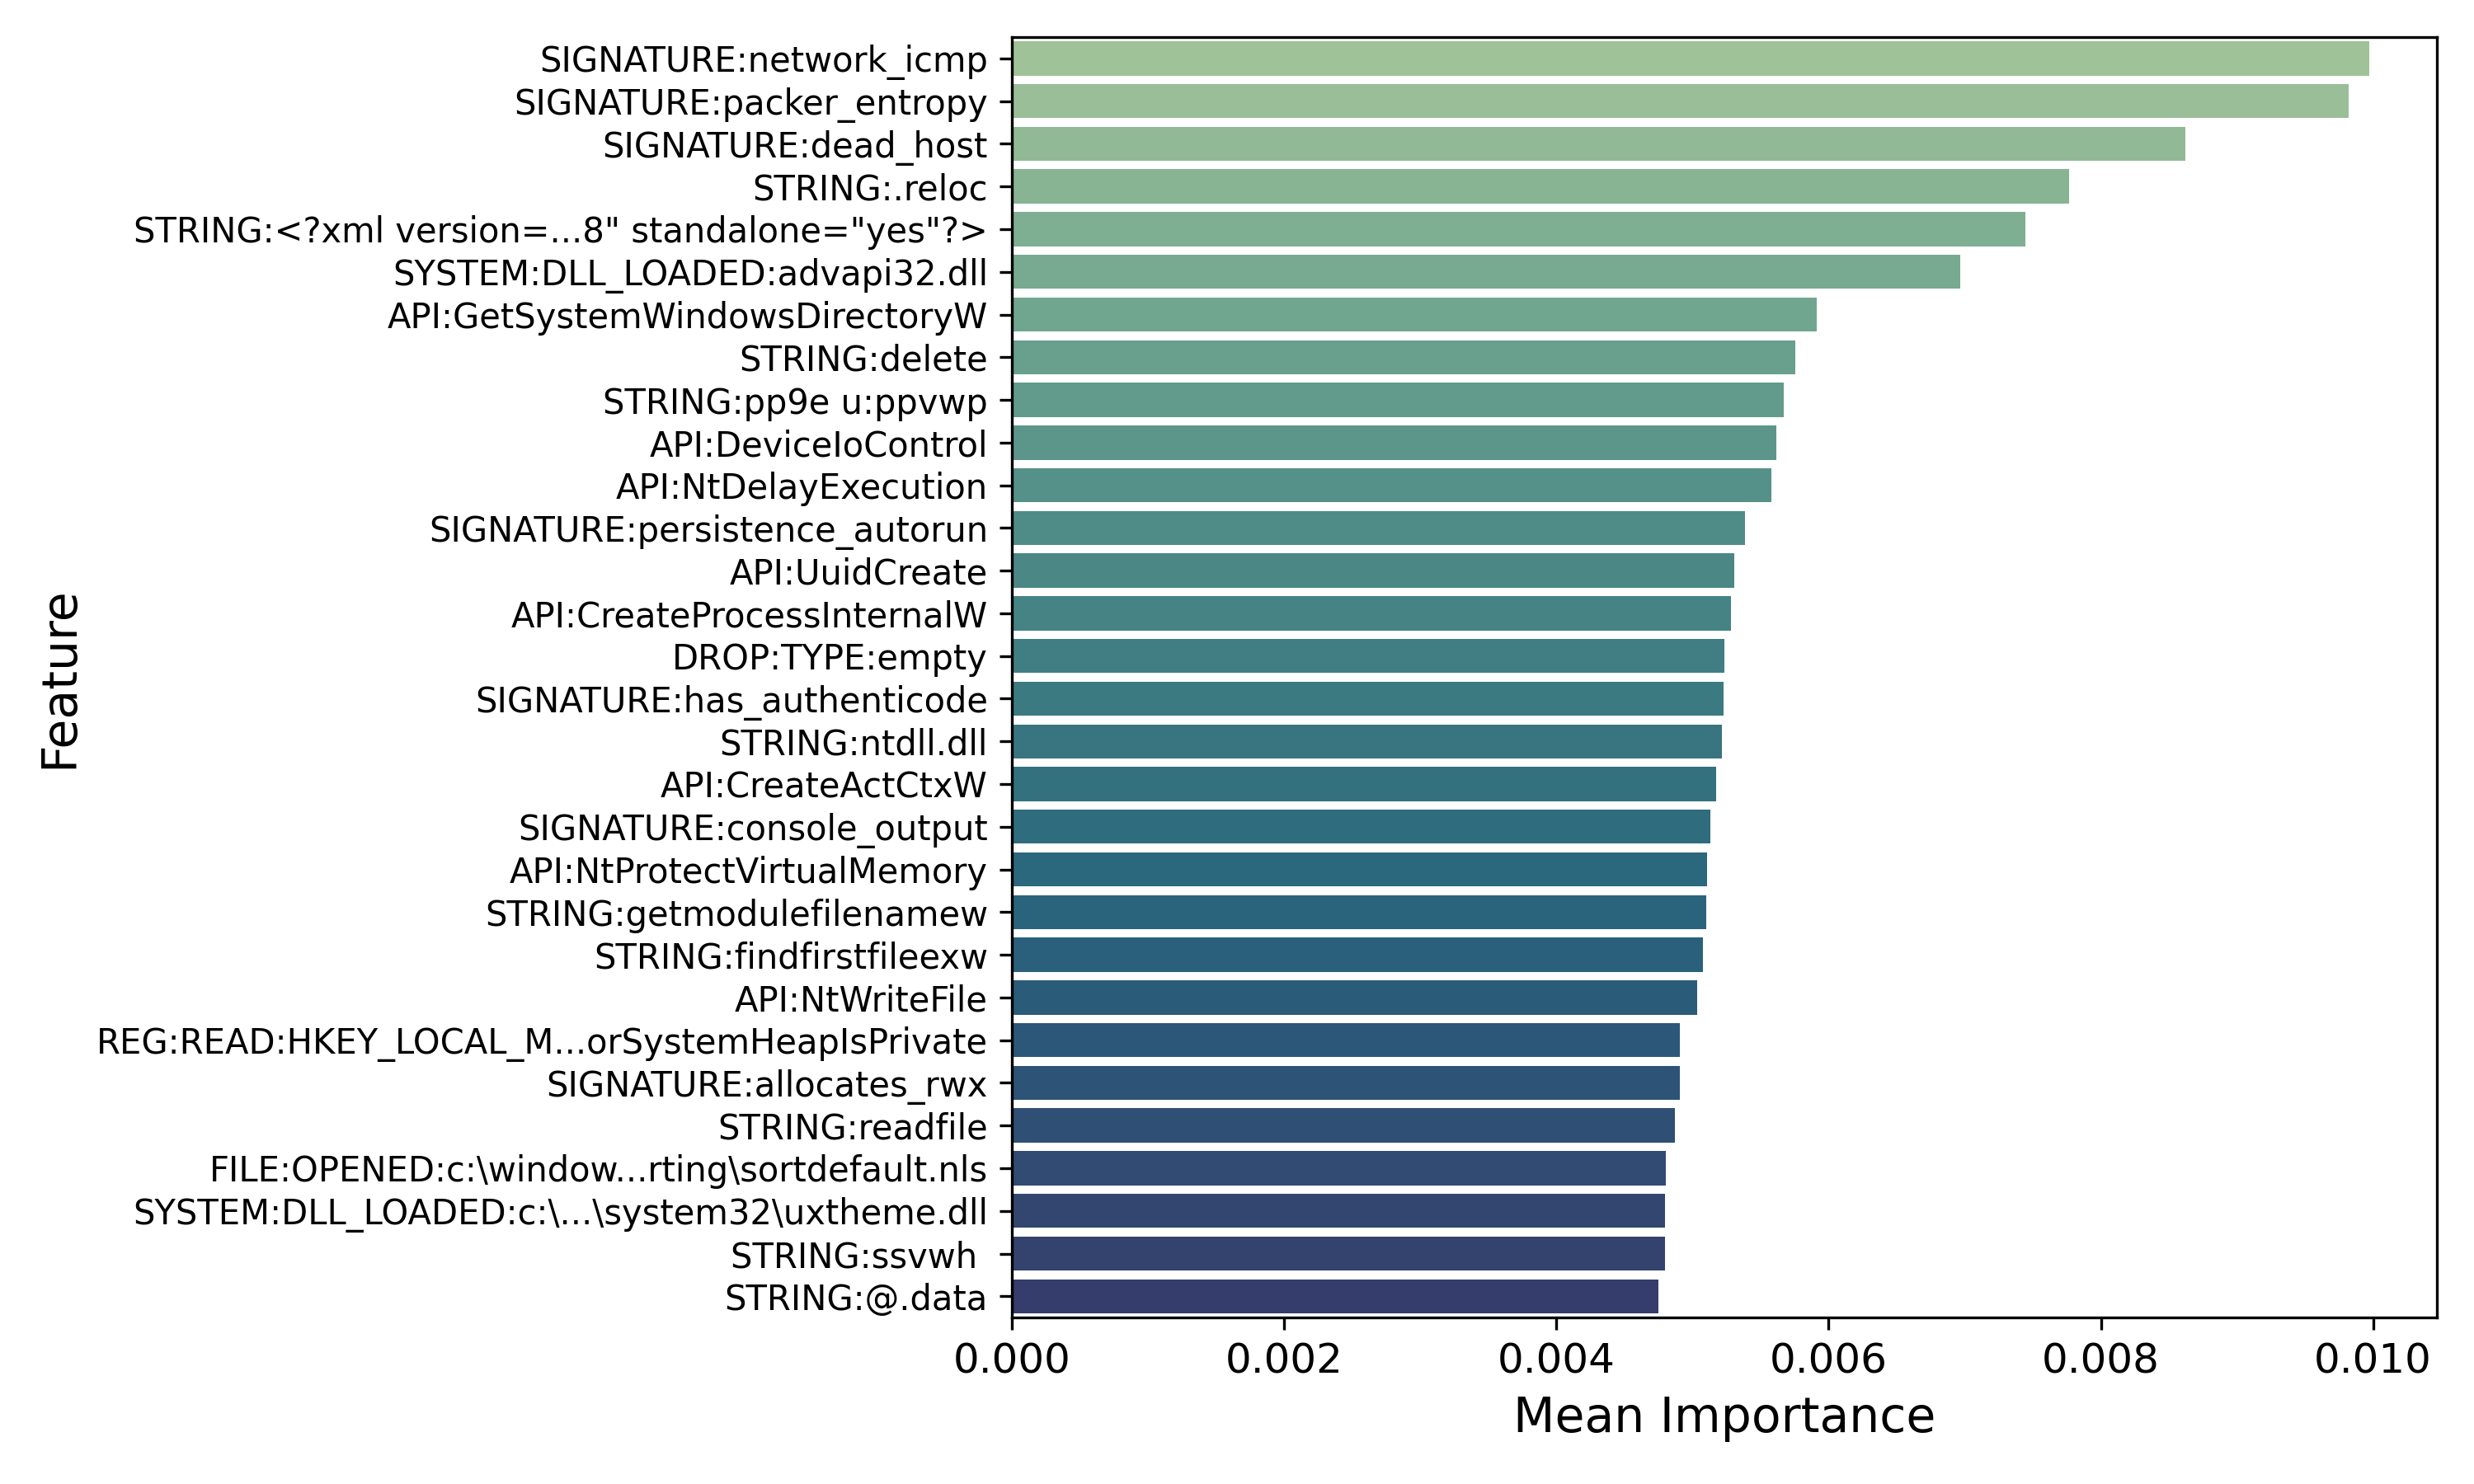 SIGNATURE:network_icmp
SIGNATURE:packer_entropy
SIGNATURE:dead_host
STRING:.reloc
STRING:<?xml version=...8" standalone="yes"?>
SYSTEM:DLL_LOADED:advapi32.dll
API:GetSystemWindowsDirectoryW
STRING:delete
STRING:pp9e u:ppvwp
API:DeviceIoControl
API:NtDelayExecution
SIGNATURE:persistence_autorun
API:UuidCreate
API:CreateProcessInternalW
DROP:TYPE:empty
SIGNATURE:has_authenticode
STRING:ntdll.dll
API:CreateActCtxW
SIGNATURE:console_output
API:NtProtectVirtualMemory
STRING:getmodulefilenamew
STRING:findfirstfileexw
API:NtWriteFile
REG:READ:HKEY_LOCAL_M...orSystemHeapIsPrivate
SIGNATURE:allocates_rwx
STRING:readfile
FILE:OPENED:c:\window...rting\sortdefault.nls
SYSTEM:DLL_LOADED:c:\...\system32\uxtheme.dll
STRING:ssvwh
STRING:@.data
Feature
0.000 0.002 0.004 0.006 0.008 0.010
Mean Importance